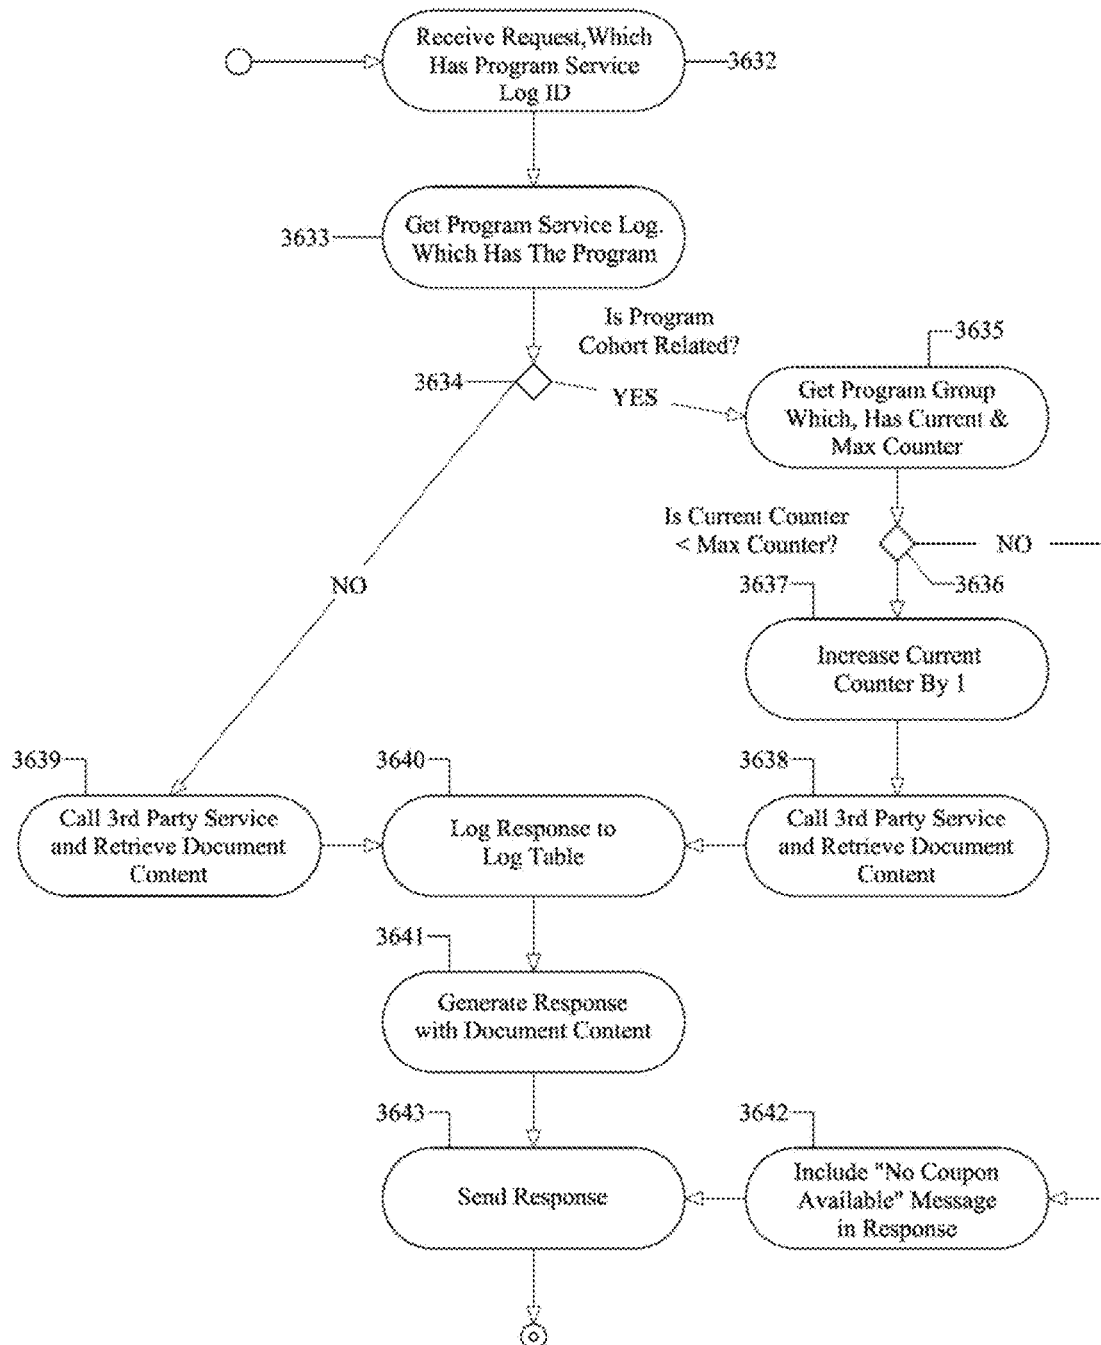 Receive Request,Which
Has Program Service
Log ID
3632
Get Program Service Log.
Which Has The Program
3633
Is Program
Cohort Related?
3634
YES
3635
Get Program Group
Which, Has Current &
Max Counter
Is Current Counter
< Max Counter?
NO
3636
3637
NO
Increase Current
Counter By 1
3639
3640
3638
Call 3rd Party Service
and Retrieve Document
Content
Log Response to
Log Table
Call 3rd Party Service
and Retrieve Document
Content
3641
Generate Response
with Document Content
3643
3642
Send Response
Include "No Coupon
Available" Message
in Response